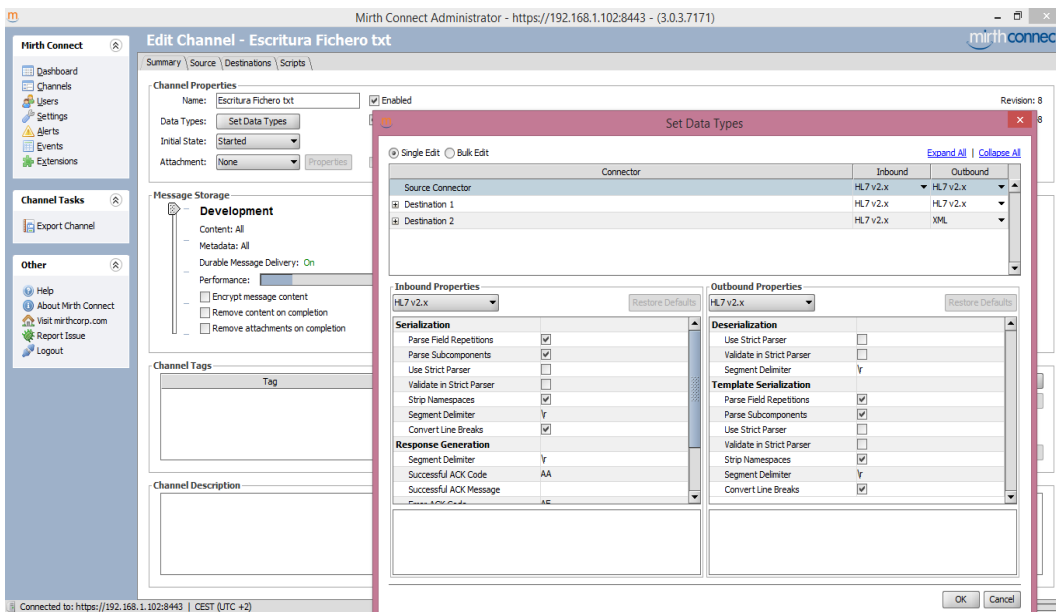 Mirth Connect Administrator - https://192.168.1.102:8443 - (3.0.3.7171)
Mirth Connect
Dashboard
Channels
Users
Settings
Alerts
Events
Extensions
Channel Tasks
Export Channel
Other
Help
About Mirth Connect
Visit mirthcorp.com
Report Issue
Logout
Edit Channel - Escritura Fichero txt
mirthconnec
Summary Source Destinations Scripts
Channel Properties
Name: Escritura Fichero txt Enabled Revision: 8
Data Types: Set Data Types 8
Initial State: Started
Attachment: None Properties
Message Storage
Development
Content: All
Metadata: All
Durable Message Delivery: On
Performance:
Encrypt message content
Remove content on completion
Remove attachments on completion
Channel Tags
Tag
Channel Description
Set Data Types
Single Edit Bulk Edit Expand All | Collapse All
Connector Inbound Outbound
Source Connector HL7 v2.x HL7 v2.x
Destination 1 HL7 v2.x HL7 v2.x
Destination 2 HL7 v2.x XML
Inbound Properties
HL7 v2.x Restore Defaults
Serialization
Parse Field Repetitions
Parse Subcomponents
Use Strict Parser
Validate in Strict Parser
Strip Namespaces
Segment Delimiter \r
Convert Line Breaks
Response Generation
Segment Delimiter \r
Successful ACK Code AA
Successful ACK Message
Error ACK Code AE
Outbound Properties
HL7 v2.x Restore Defaults
Deserialization
Use Strict Parser
Validate in Strict Parser
Segment Delimiter \r
Template Serialization
Parse Field Repetitions
Parse Subcomponents
Use Strict Parser
Validate in Strict Parser
Strip Namespaces
Segment Delimiter \r
Convert Line Breaks
OK Cancel
Connected to: https://192.168.1.102:8443 | CEST (UTC +2)